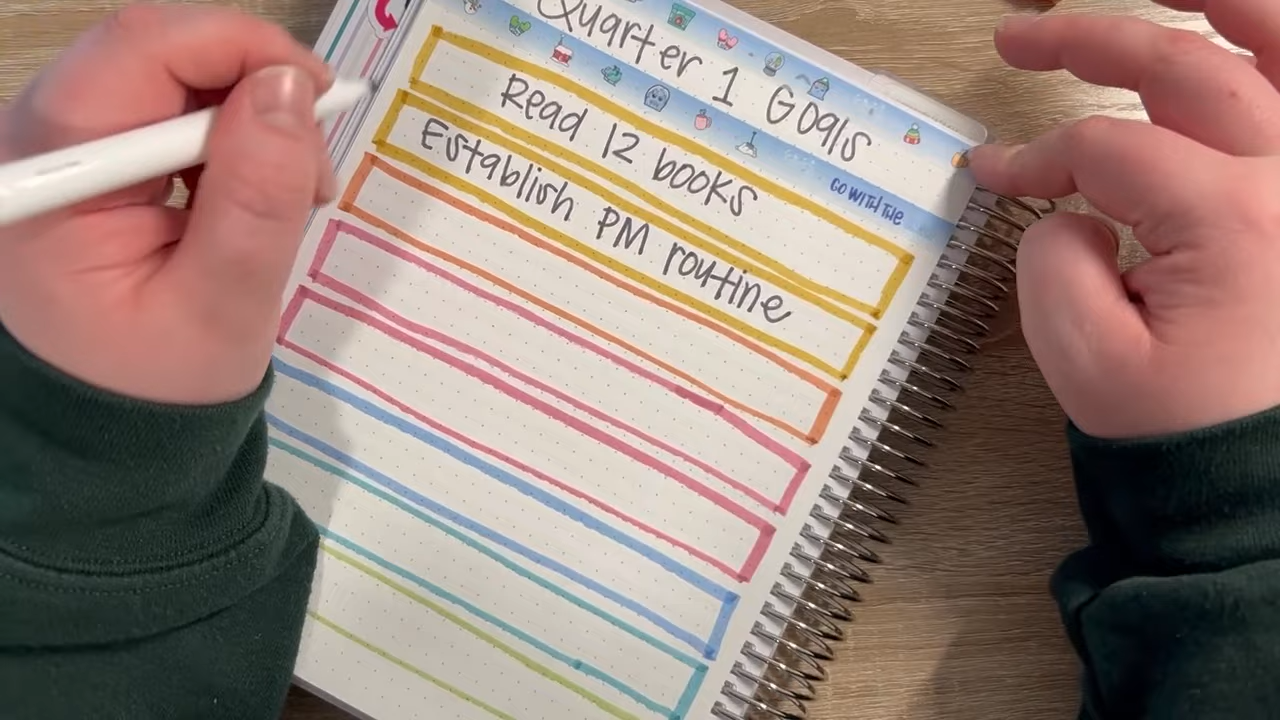 Quarter 1 Goals
GO WITH THE
Read 12 books
Establish PM routine